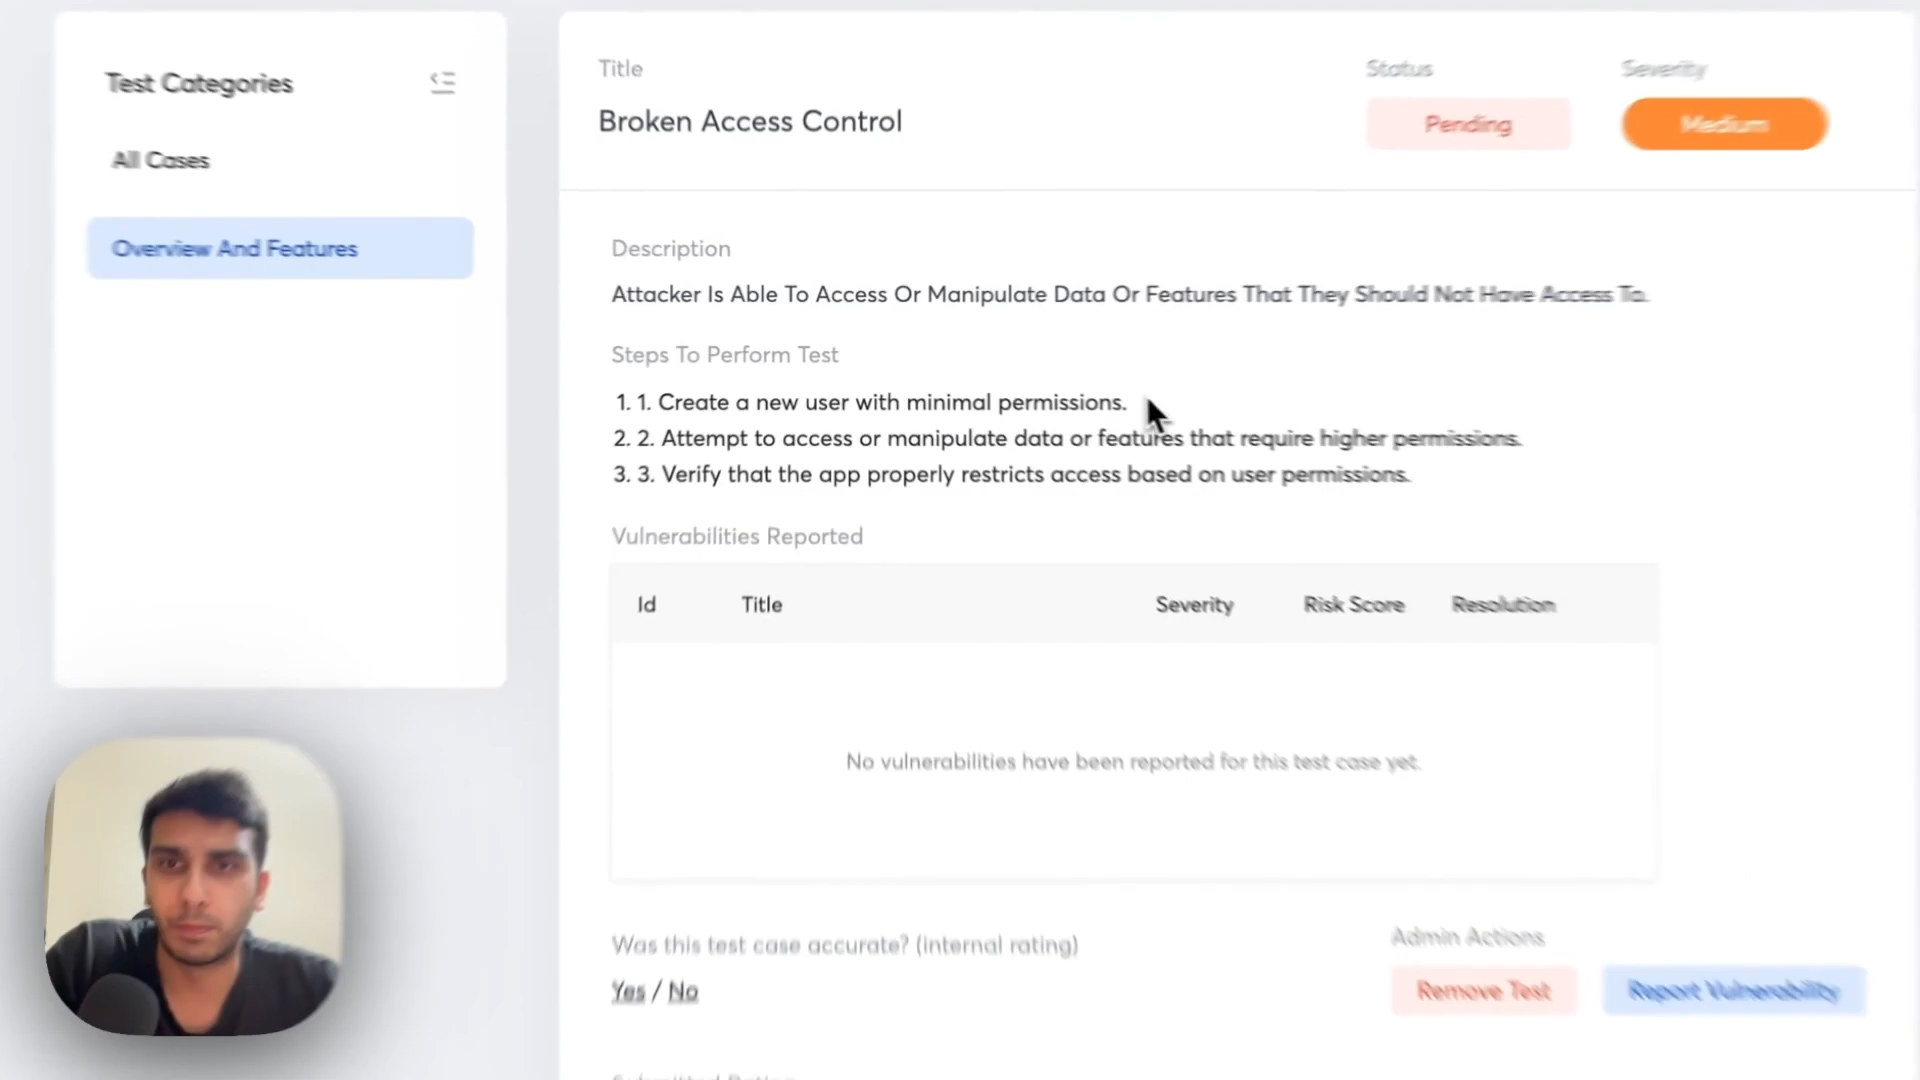 Test Categories
All Cases
Overview And Features
Title
Broken Access Control
Status
Pending
Severity
Medium
Description
Attacker Is Able To Access Or Manipulate Data Or Features That They Should Not Have Access To.
Steps To Perform Test
1. 1. Create a new user with minimal permissions.
2. 2. Attempt to access or manipulate data or features that require higher permissions.
3. 3. Verify that the app properly restricts access based on user permissions.
Vulnerabilities Reported
Id Title Severity Risk Score Resolution
No vulnerabilities have been reported for this test case yet.
Was this test case accurate? (internal rating)
Yes / No
Admin Actions
Remove Test Report Vulnerability